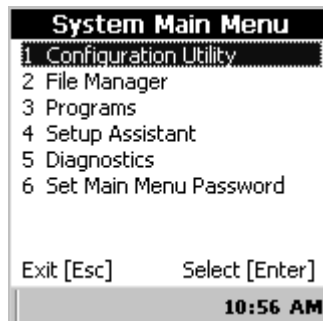 System Main Menu
1 Configuration Utility
2 File Manager
3 Programs
4 Setup Assistant
5 Diagnostics
6 Set Main Menu Password
Exit [Esc] Select [Enter]
10:56 AM